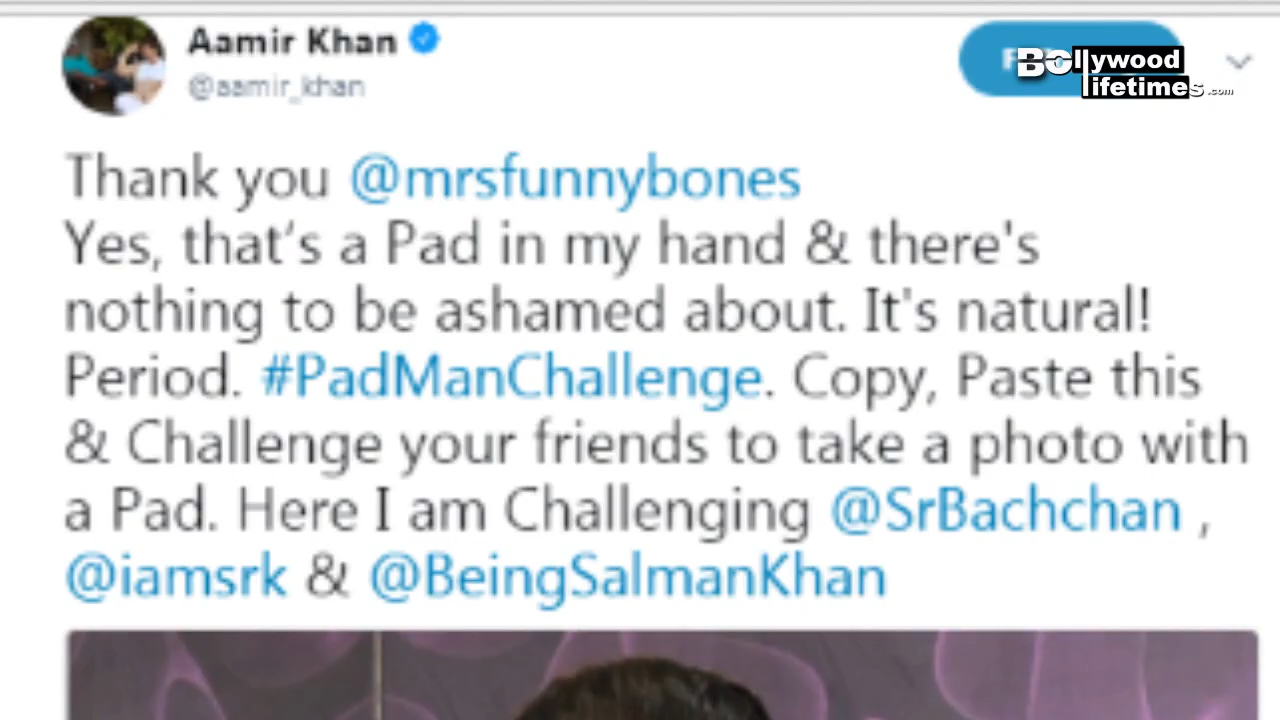 Aamir Khan
@aamir_khan
Bollywood
lifetimes.com
Thank you @mrsfunnybones
Yes, that's a Pad in my hand & there's
nothing to be ashamed about. It's natural!
Period. #PadManChallenge. Copy, Paste this
& Challenge your friends to take a photo with
a Pad. Here I am Challenging @SrBachchan ,
@iamsrk & @BeingSalmanKhan